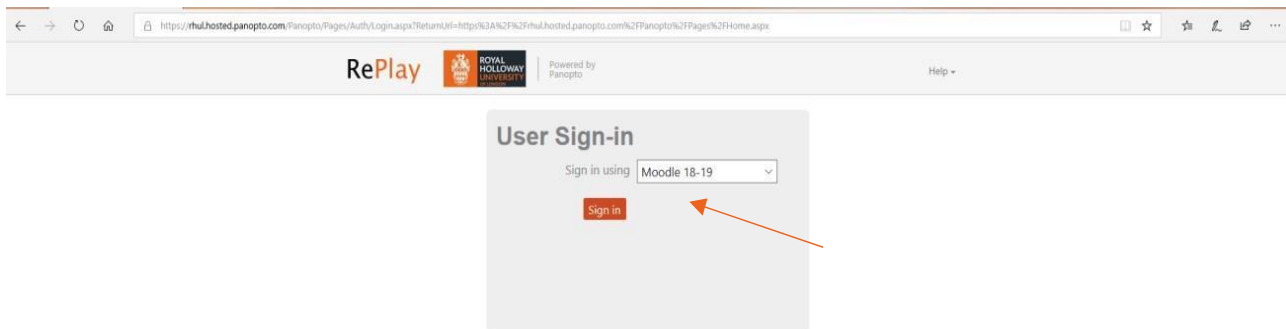 https://rhul.hosted.panopto.com/Panopto/Pages/Auth/Login.aspx?ReturnUrl=https%3A%2F%2Frhul.hosted.panopto.com%2FPanopto%2FPages%2FHome.aspx
RePlay
ROYAL
HOLLOWAY
UNIVERSITY
OF LONDON
Powered by
Panopto
Help
User Sign-in
Sign in using Moodle 18-19
Sign in